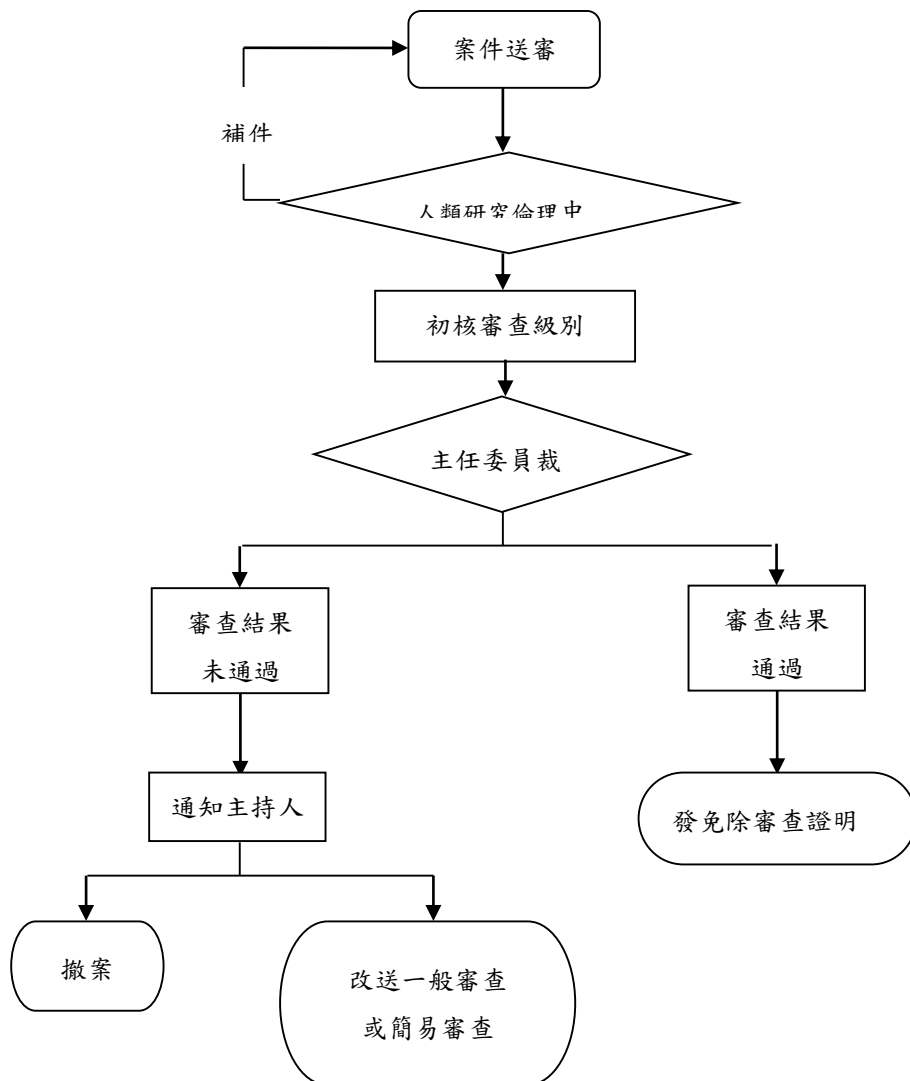 案件送審
補件
人類研究倫理中
初核審查級別
主任委員裁
審查結果
未通過
審查結果
通過
通知主持人
發免除審查證明
撤案
改送一般審查
或簡易審查